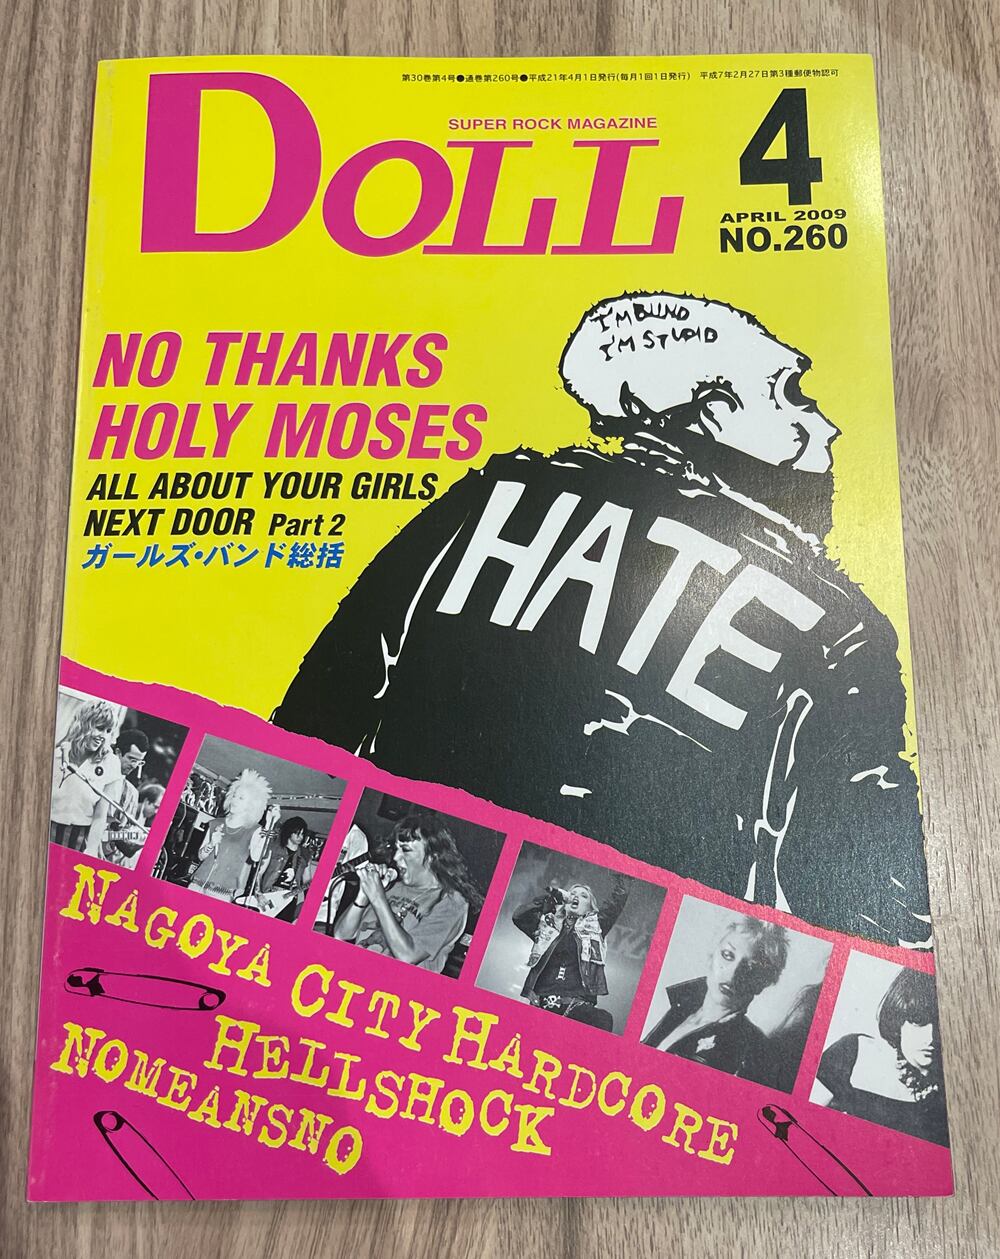 第30巻第4号●通巻第260号●平成21年4月1日発行(毎月1回1日発行) 平成7年2月27日第3種郵便物認可
SUPER ROCK MAGAZINE
DOLL
4
APRIL 2009
NO.260
I'M BLIND
I'M STUPID
NO THANKS
HOLY MOSES
ALL ABOUT YOUR GIRLS
NEXT DOOR Part 2
ガールズ・バンド総括
HATE
NAGOYA CITY HARDCORE
HELLSHOCK
NOMEANSNO